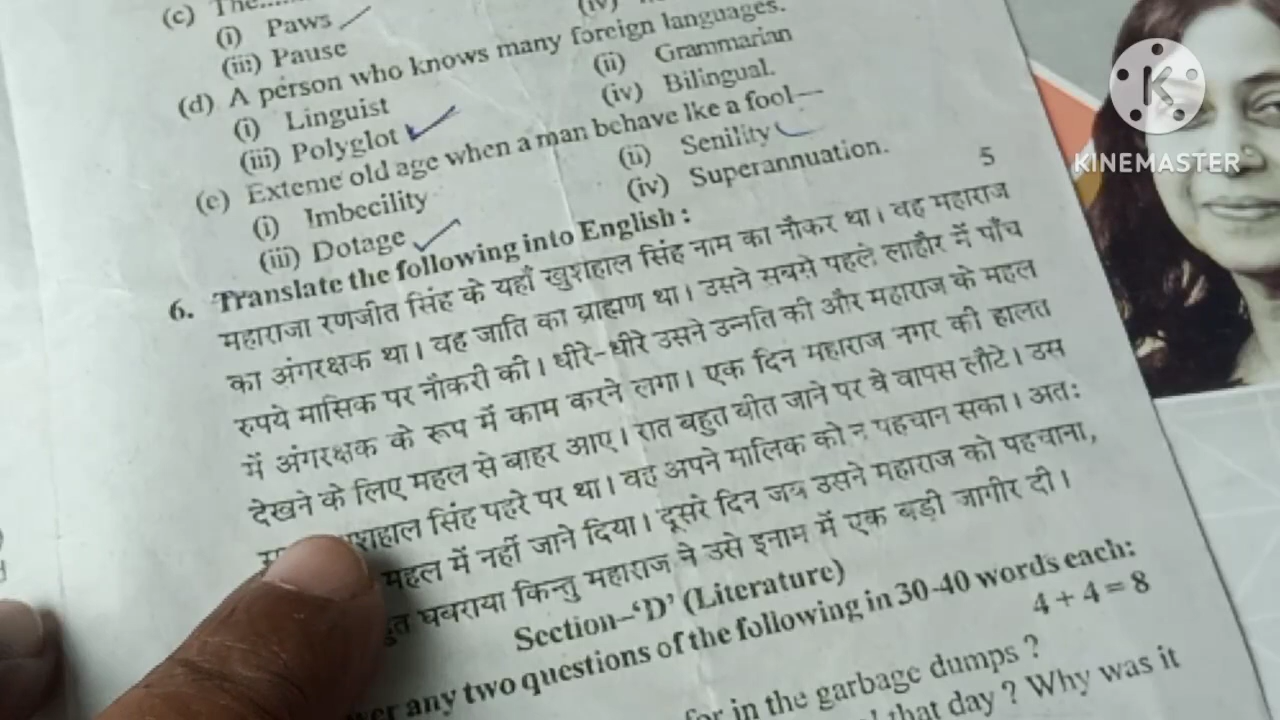 (c) The......
(i) Paws
(iii) Pause
(d) A person who knows many foreign languages.
(i) Linguist (ii) Grammarian
(iii) Polyglot (iv) Bilingual.
(e) Exteme old age when a man behave lke a fool—
(i) Imbecility (ii) Senility
(iii) Dotage (iv) Superannuation.
6. Translate the following into English : 5
महाराजा रणजीत सिंह के यहाँ खुशहाल सिंह नाम का नौकर था। वह महाराज
का अंगरक्षक था। वह जाति का ब्राह्मण था। उसने सबसे पहले लाहौर में पाँच
रुपये मासिक पर नौकरी की। धीरे-धीरे उसने उन्नति की और महाराज के महल
में अंगरक्षक के रूप में काम करने लगा। एक दिन महाराज नगर की हालत
देखने के लिए महल से बाहर आए। रात बहुत बीत जाने पर वे वापस लौटे। उस
सिंह पहरे पर था। वह अपने मालिक को न पहचान सका। अतः
महल में नहीं जाने दिया। दूसरे दिन जब उसने महाराज को पहचाना,
घबराया किन्तु महाराज ने उसे इनाम में एक बड़ी जागीर दी।
Section–'D' (Literature)
any two questions of the following in 30-40 words each:
4 + 4 = 8
for in the garbage dumps ?
that day ? Why was it
KINEMASTER